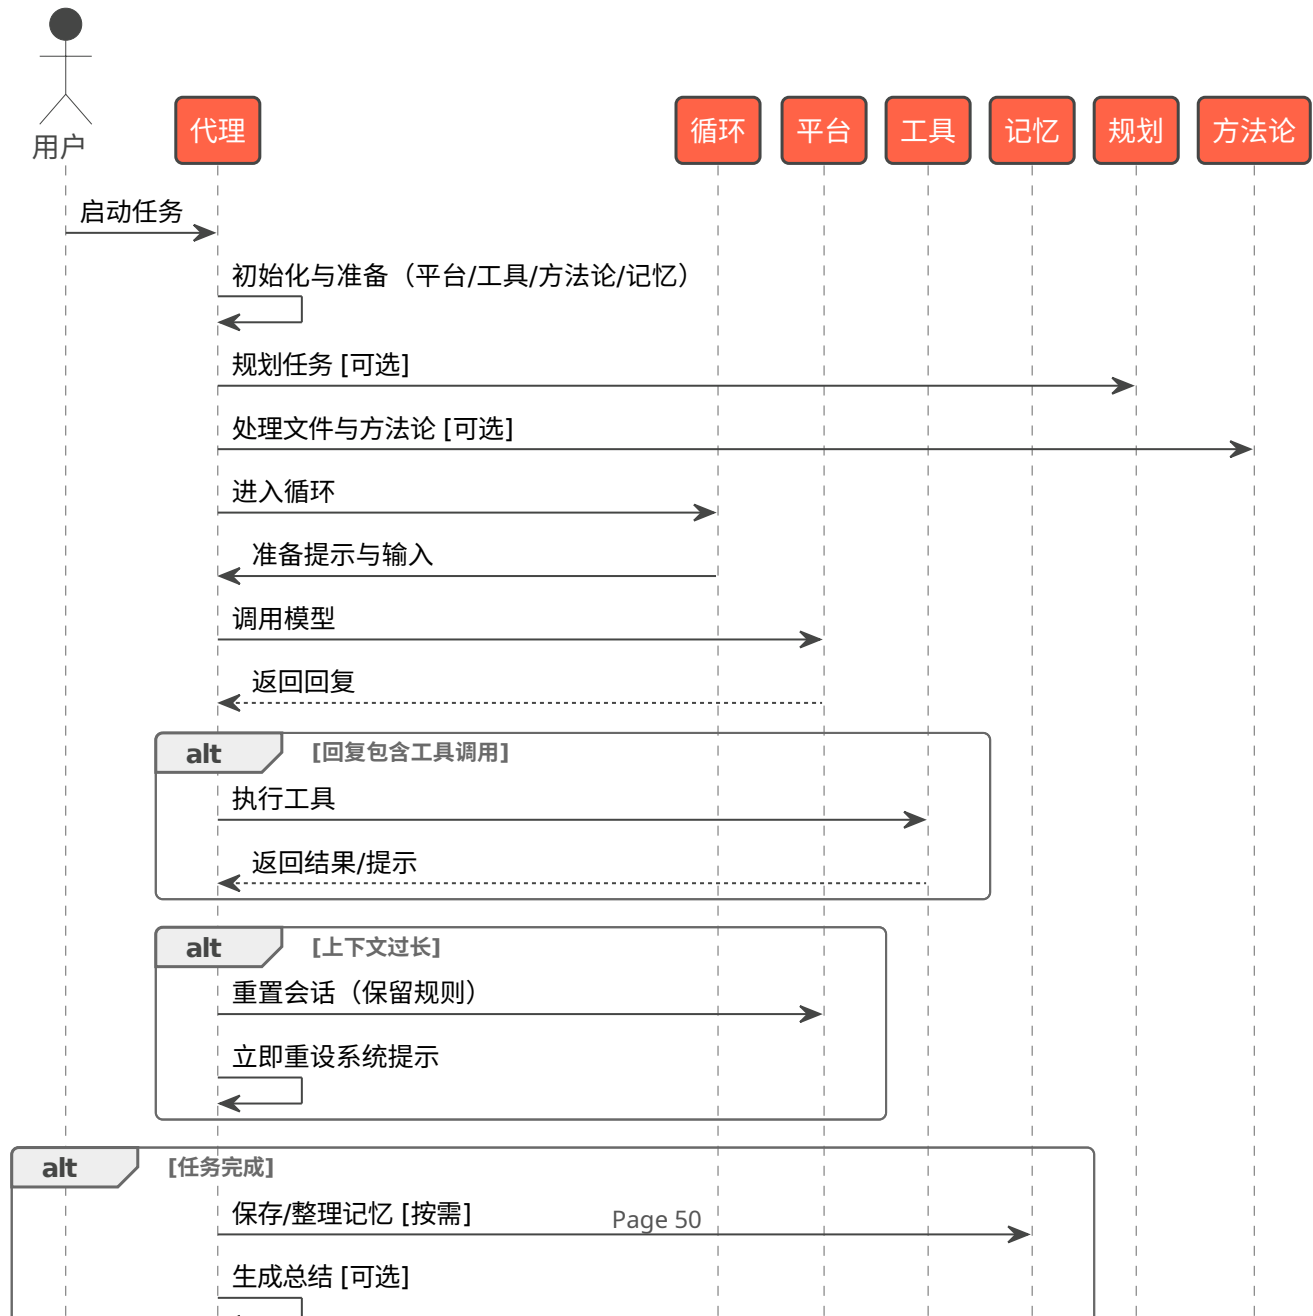 用户
代理
循环
平台
工具
记忆
规划
方法论
启动任务
初始化与准备（平台/工具/方法论/记忆）
规划任务 [可选]
处理文件与方法论 [可选]
进入循环
准备提示与输入
调用模型
返回回复
alt [回复包含工具调用]
执行工具
返回结果/提示
alt [上下文过长]
重置会话（保留规则）
立即重设系统提示
alt [任务完成]
保存/整理记忆 [按需]
Page 50
生成总结 [可选]